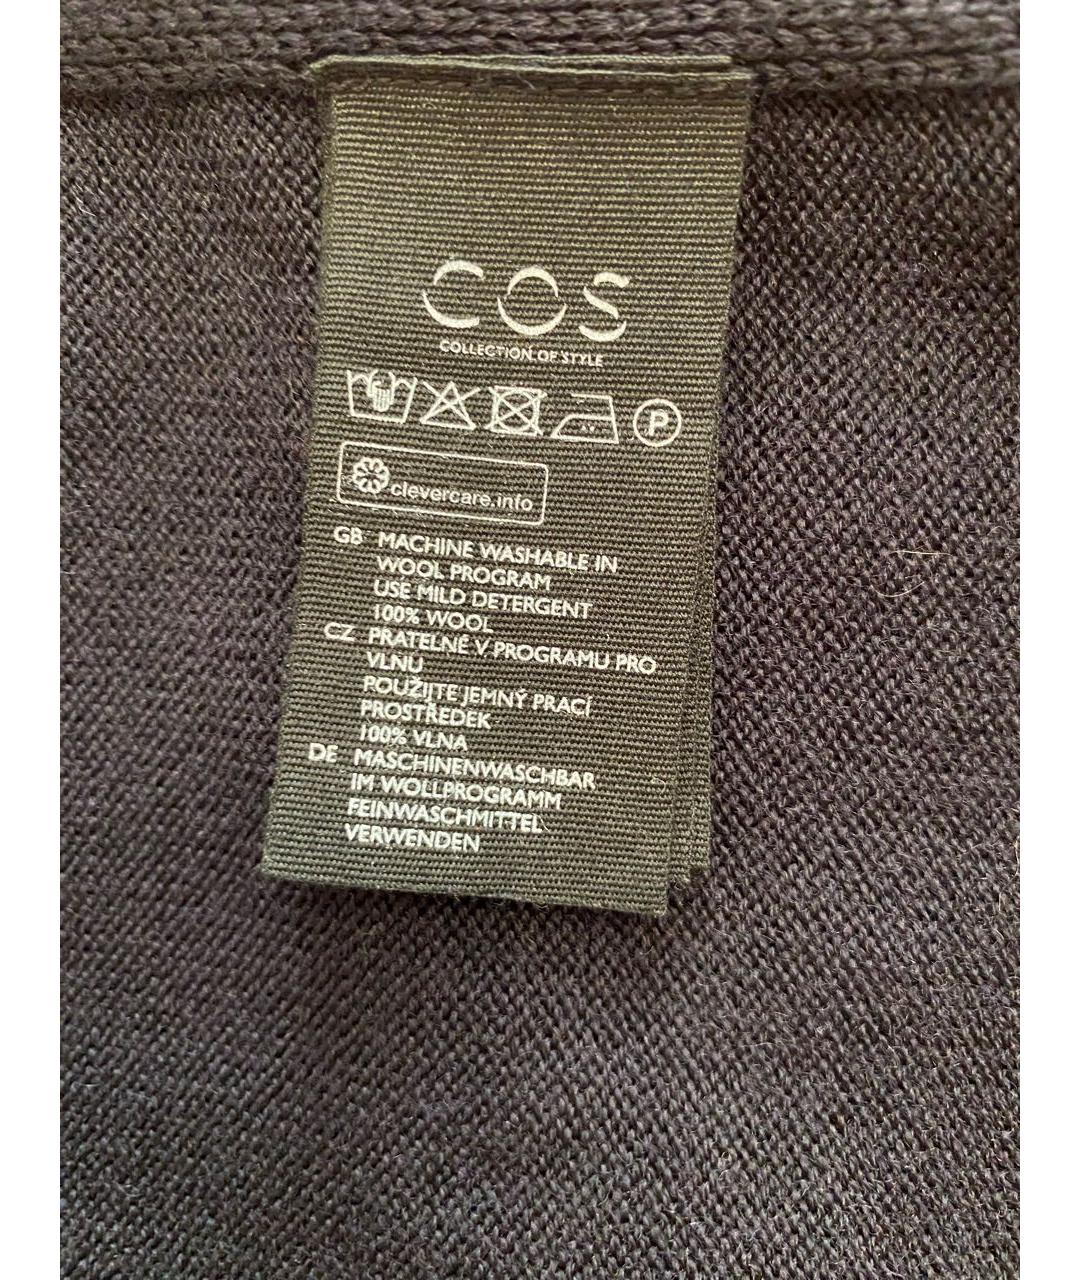 COS
COLLECTION OF STYLE
P
clevercare.info
GB MACHINE WASHABLE IN
WOOL PROGRAM
USE MILD DETERGENT
100% WOOL
CZ PRATELNÉ V PROGRAMU PRO
VLNU
POUŽIJTE JEMNÝ PRACÍ
PROSTŘEDEK
100% VLNA
DE MASCHINENWASCHBAR
IM WOLLPROGRAMM
FEINWASCHMITTEL
VERWENDEN